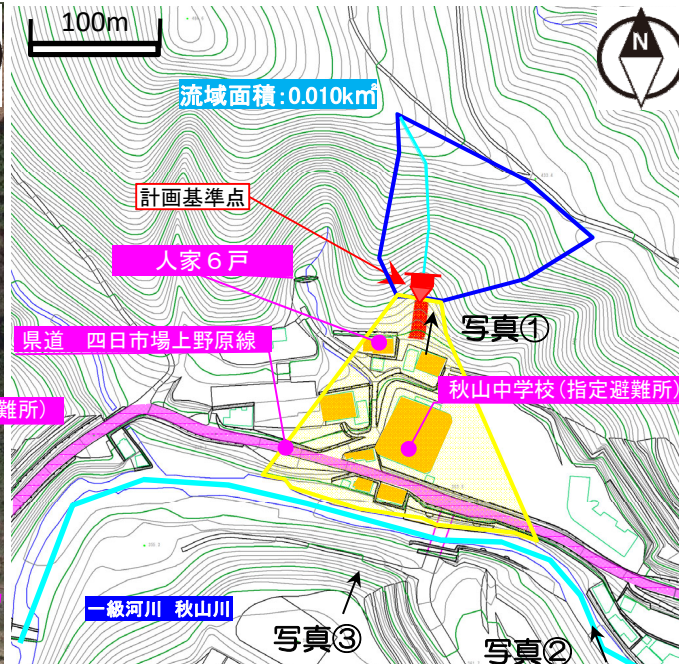 100m
N
流域面積:0.010k㎡
計画基準点
人家6戸
写真①
県道 四日市場上野原線
秋山中学校(指定避難所)
難所)
一級河川 秋山川
写真③
写真②